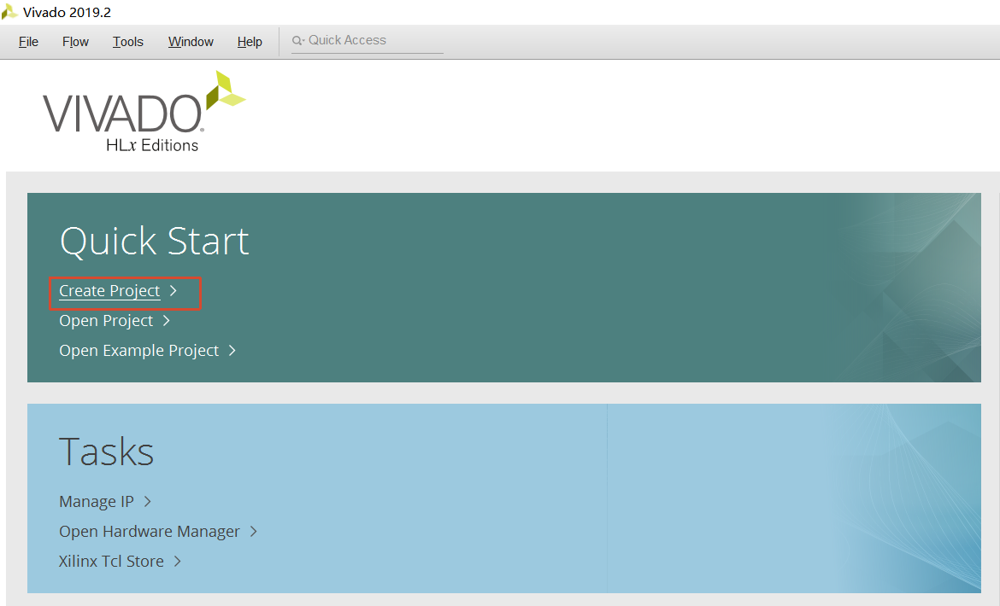 Vivado 2019.2
File Flow Tools Window Help Quick Access
VIVADO
HLx Editions
Quick Start
Create Project
Open Project
Open Example Project
Tasks
Manage IP
Open Hardware Manager
Xilinx Tcl Store